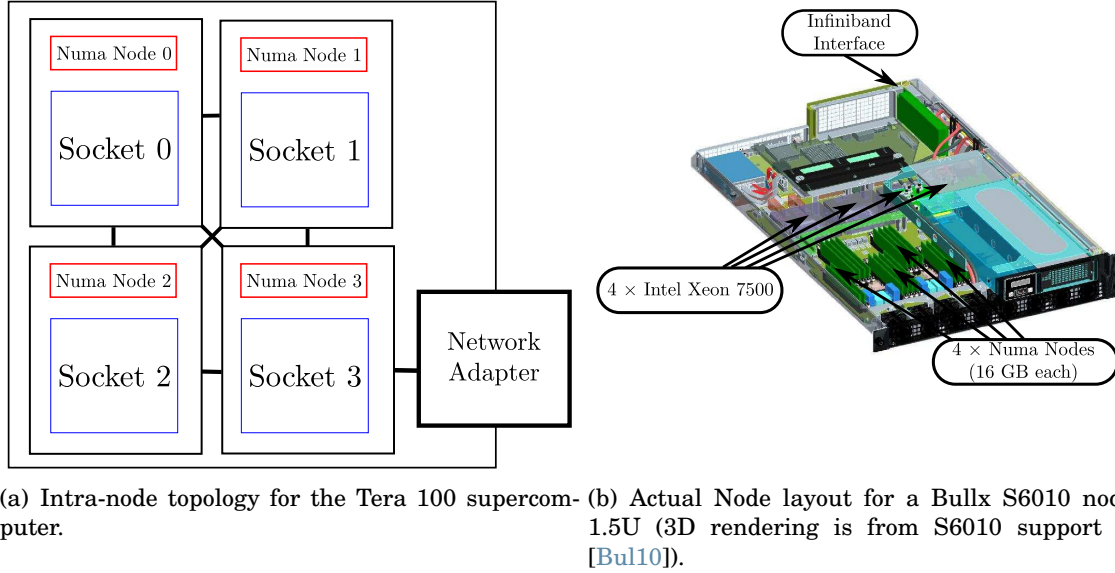 Numa Node 0
Numa Node 1
Socket 0
Socket 1
Numa Node 2
Numa Node 3
Socket 2
Socket 3
Network
Adapter
Infiniband
Interface
4 × Intel Xeon 7500
4 × Numa Nodes
(16 GB each)
(a) Intra-node topology for the Tera 100 supercom-
puter.
(b) Actual Node layout for a Bullx S6010
1.5U (3D rendering is from S6010 support
[Bul10]).